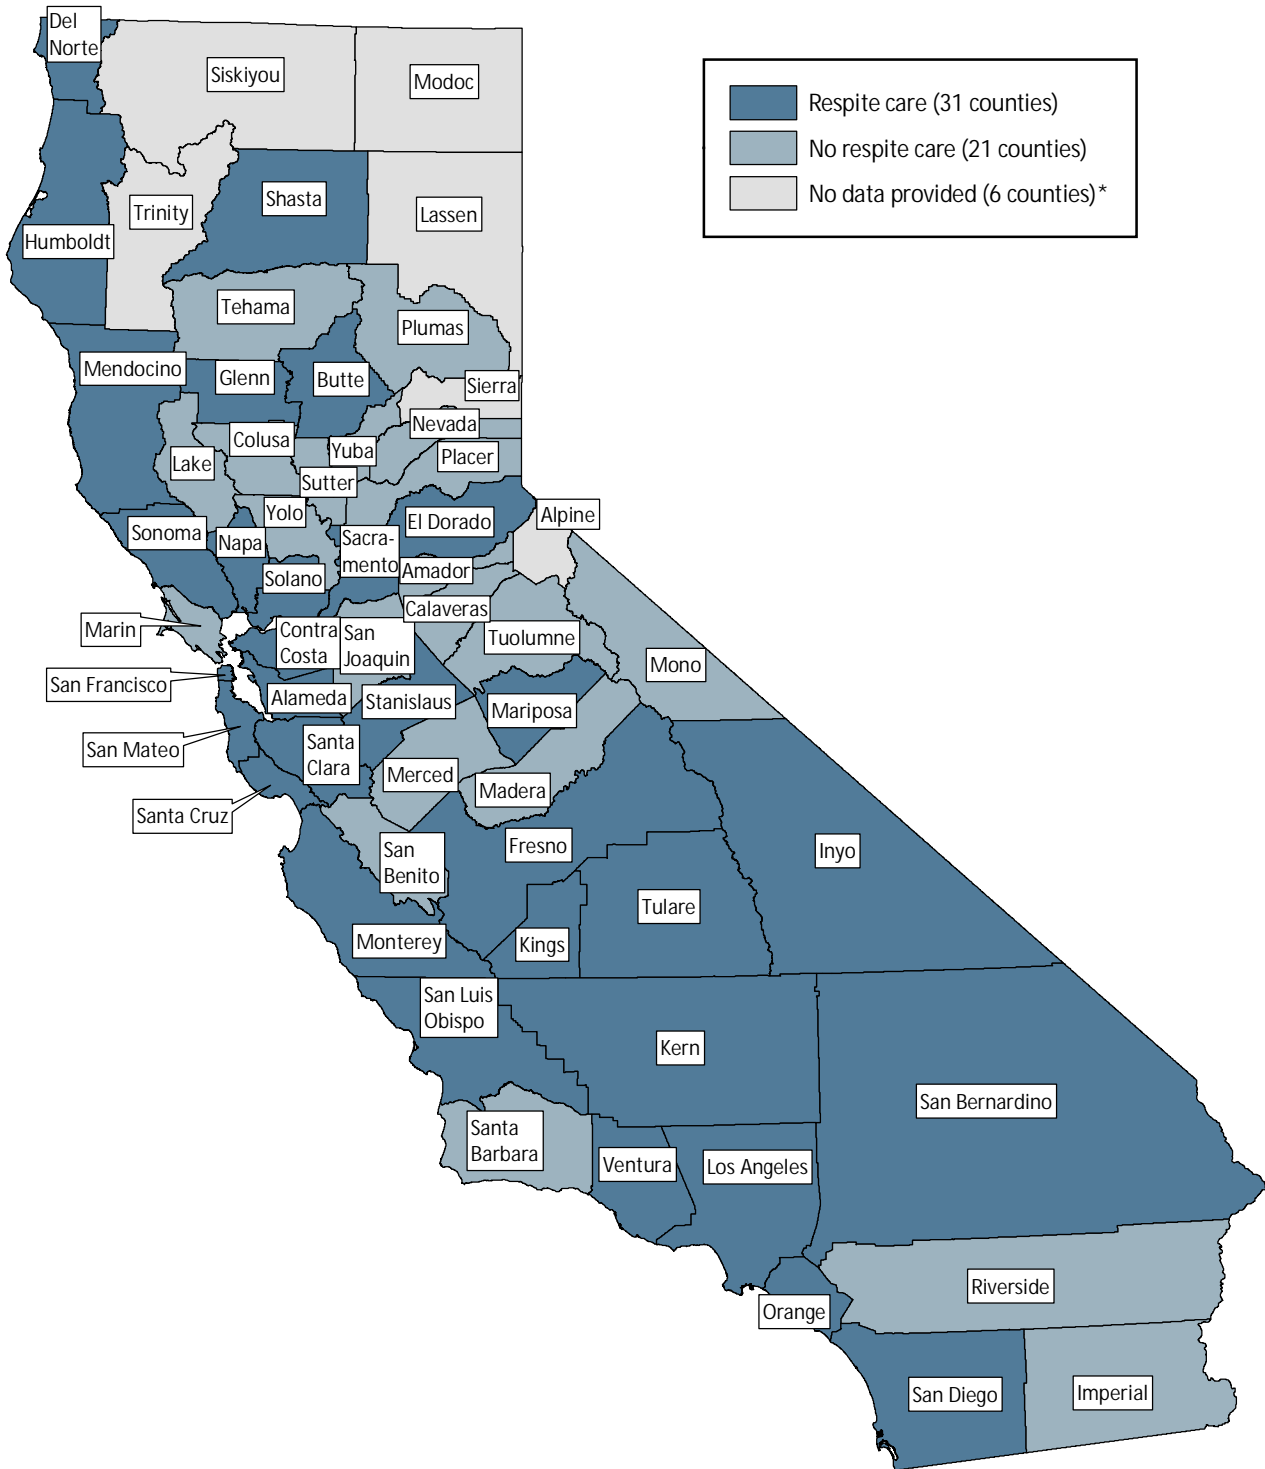 Del
Norte
Siskiyou
Modoc
Respite care (31 counties)
No respite care (21 counties)
No data provided (6 counties)*
Shasta
Trinity
Lassen
Humboldt
Tehama
Plumas
Mendocino
Glenn
Butte
Sierra
Nevada
Colusa
Yuba
Placer
Lake
Sutter
Yolo
Alpine
El Dorado
Sonoma
Napa
Sacra-
mento
Amador
Solano
Calaveras
Marin
Contra
Costa
San
Joaquin
Tuolumne
Mono
San Francisco
Alameda
Stanislaus
Mariposa
San Mateo
Santa
Clara
Merced
Madera
Santa Cruz
Fresno
Inyo
San
Benito
Tulare
Monterey
Kings
San Luis
Obispo
Kern
San Bernardino
Santa
Barbara
Ventura
Los Angeles
Riverside
Orange
San Diego
Imperial